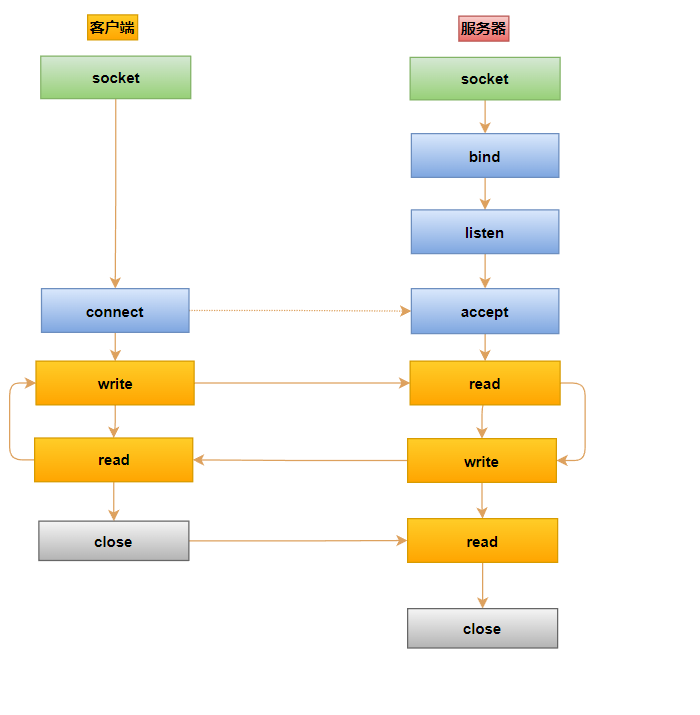 客户端
服务器
socket
socket
bind
listen
connect
accept
write
read
read
write
close
read
close